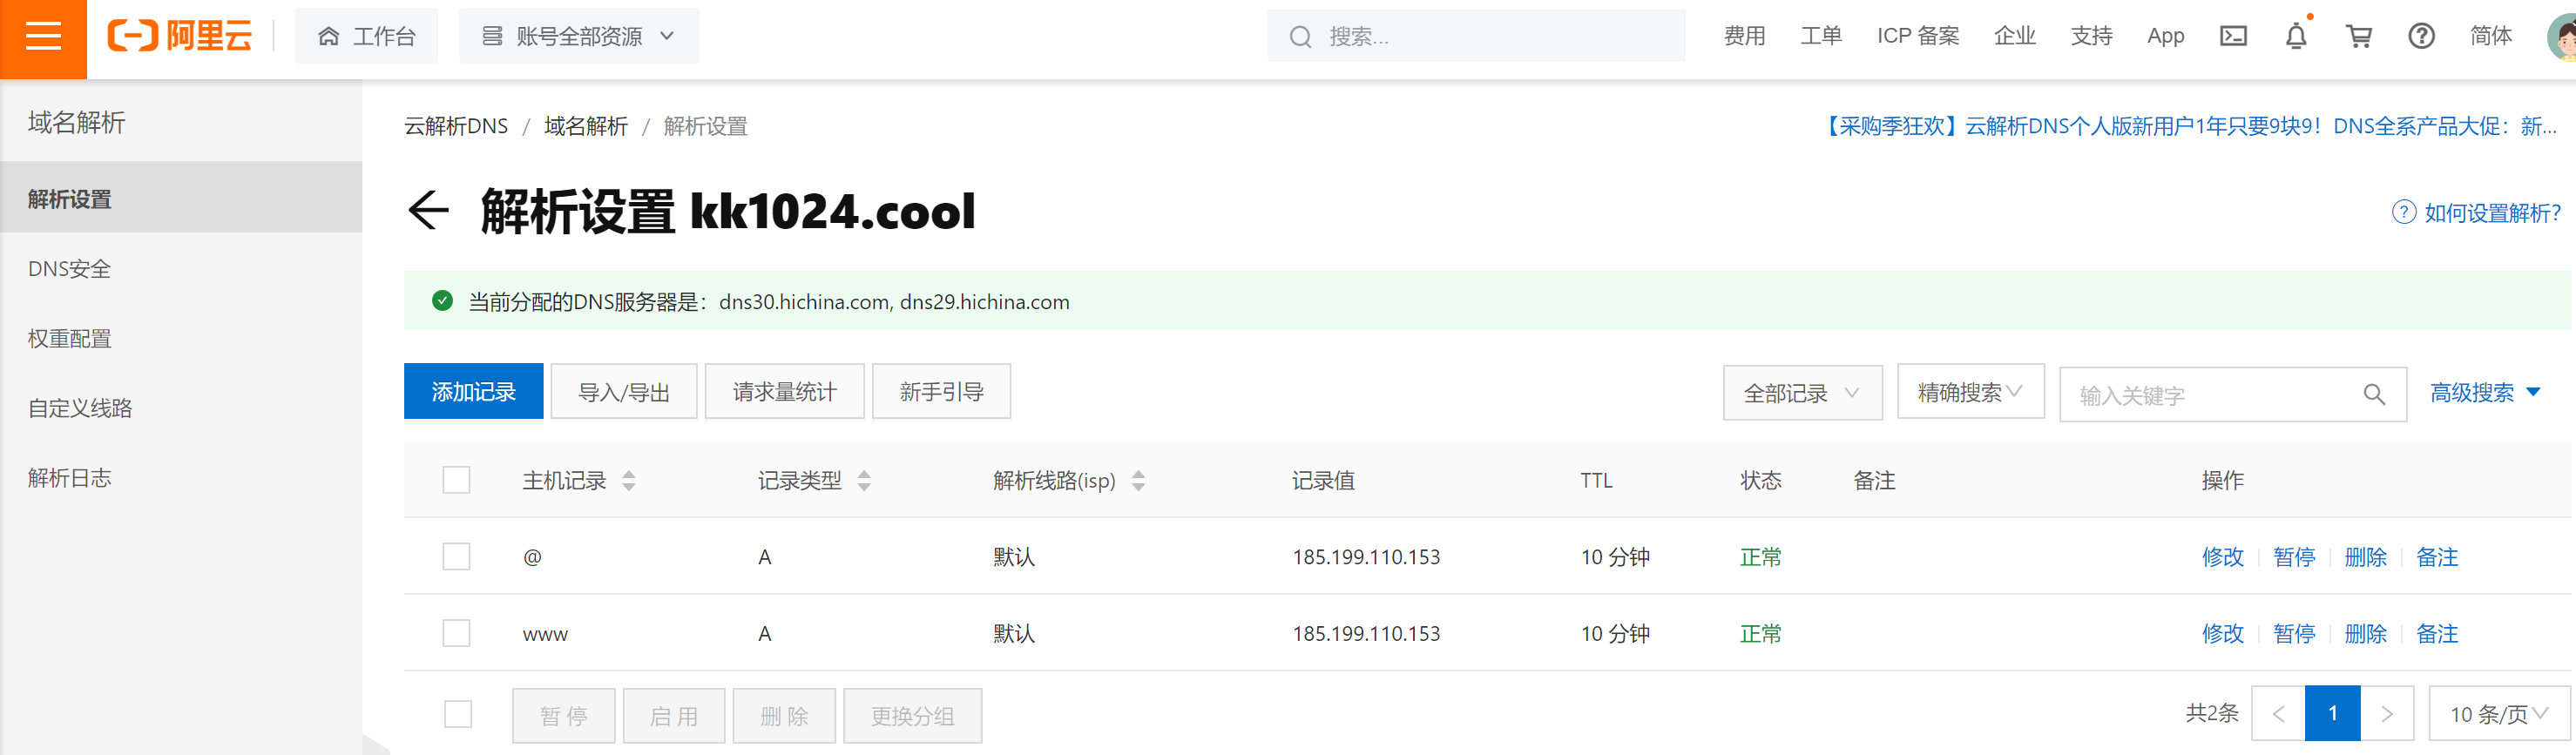 阿里云 工作台 账号全部资源 搜索... 费用 工单 ICP 备案 企业 支持 App 简体
域名解析
解析设置
DNS安全
权重配置
自定义线路
解析日志
云解析DNS / 域名解析 / 解析设置 【采购季狂欢】云解析DNS个人版新用户1年只要9块9！DNS全系产品大促：新...
解析设置 kk1024.cool 如何设置解析?
当前分配的DNS服务器是：dns30.hichina.com, dns29.hichina.com
添加记录 导入/导出 请求量统计 新手引导 全部记录 精确搜索 输入关键字 高级搜索
主机记录 记录类型 解析线路(isp) 记录值 TTL 状态 备注 操作
@ A 默认 185.199.110.153 10 分钟 正常 修改 暂停 删除 备注
www A 默认 185.199.110.153 10 分钟 正常 修改 暂停 删除 备注
暂 停 启 用 删 除 更换分组 共2条 < 1 > 10 条/页